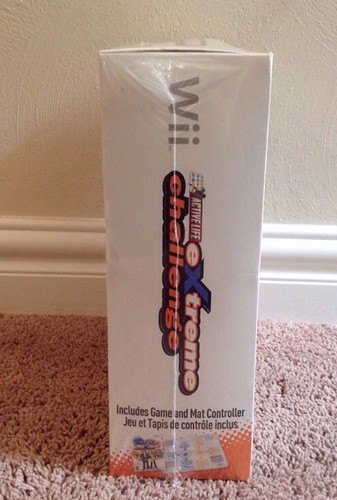 Wii
ACTIVE LIFE
eXtreme
challenge
Includes Game and Mat Controller
Jeu et Tapis de contrôle inclus